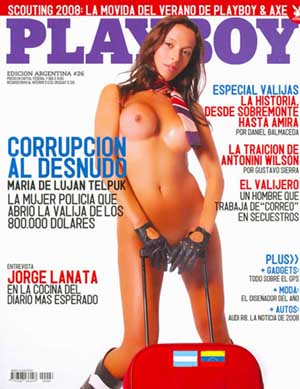 SCOUTING 2008: LA MOVIDA DEL VERANO DE PLAYBOY & AXE
PLAYBOY
EDICION ARGENTINA #26
ESPECIAL VALIJAS
LA HISTORIA,
DESDE SOBREMONTE
HASTA AMIRA
POR DANIEL BALMACEDA
LA TRAICION DE
ANTONINI WILSON
POR GUSTAVO SIERRA
EL VALIJERO
UN HOMBRE QUE
TRABAJA DE "CORREO"
EN SECUESTROS
CORRUPCION
AL DESNUDO
MARIA DE LUJAN TELPUK
LA MUJER POLICIA QUE
ABRIO LA VALIJA DE LOS
800.000 DOLARES
ENTREVISTA
JORGE LANATA
EN LA COCINA DEL
DIARIO MAS ESPERADO
PLUS>>
+ GADGETS:
TODO SOBRE EL GPS
+ MODA:
EL DISEÑADOR DEL AÑO
+ AUTOS:
AUDI R8, LA NOTICIA DE 2008